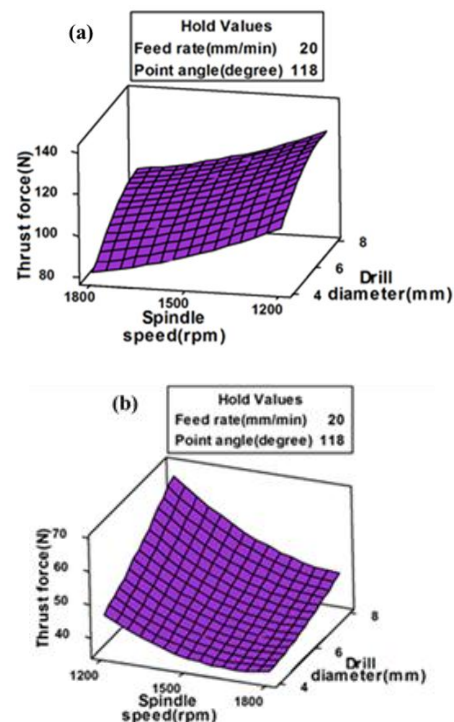 (a)
Hold Values
Feed rate(mm/min) 20
Point angle(degree) 118
Thrust force(N)
140
120
100
80
1800
1500
1200
Spindle
speed(rpm)
8
6
4
Drill
diameter(mm)
(b)
Hold Values
Feed rate(mm/min) 20
Point angle(degree) 118
Thrust force(N)
70
60
50
40
1200
1500
1800
Spindle
speed(rpm)
8
6
4
Drill
diameter(mm)